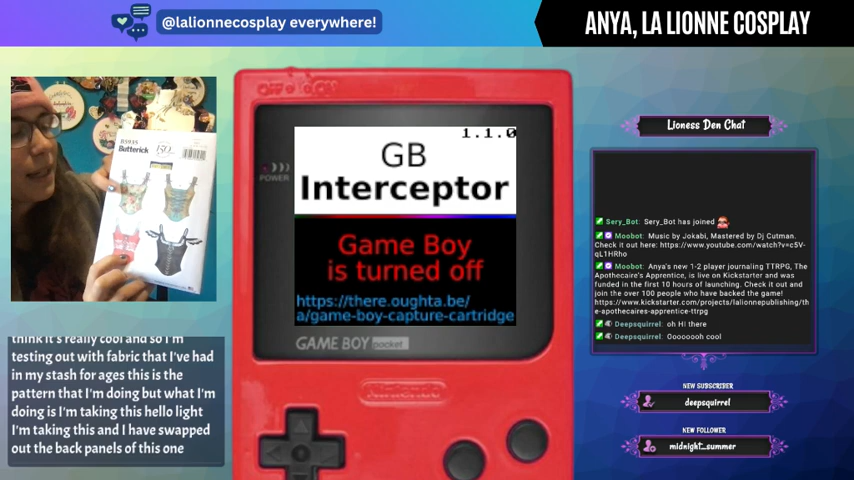 @lalionnecosplay everywhere!
ANYA, LA LIONNE COSPLAY
Butterick
1.1.0
GB
Interceptor
POWER
Game Boy
is turned off
https://there.oughta.be/
a/game-boy-capture-cartridge
GAME BOY pocket
Nintendo
think it's really cool and so I'm
testing out with fabric that I've had
in my stash for ages this is the
pattern that I'm doing but what I'm
doing is I'm taking this hello light
I'm taking this and I have swapped
out the back panels of this one
Lioness Den Chat
Sery_Bot: Sery_Bot has joined
Moobot: Music by Jokabi, Mastered by Dj Cutman.
Check it out here: https://www.youtube.com/watch?v=c5V-
qL1HRho
Moobot: Anya's new 1-2 player journaling TTRPG, The
Apothecaire's Apprentice, is live on Kickstarter and was
funded in the first 10 hours of launching. Check it out and
join the over 100 people who have backed the game!
https://www.kickstarter.com/projects/lalionnepublishing/th
e-apothecaires-apprentice-ttrpg
Deepsquirrel: oh HI there
Deepsquirrel: Oooooooh cool
NEW SUBSCRIBER
deepsquirrel
NEW FOLLOWER
midnight_summer